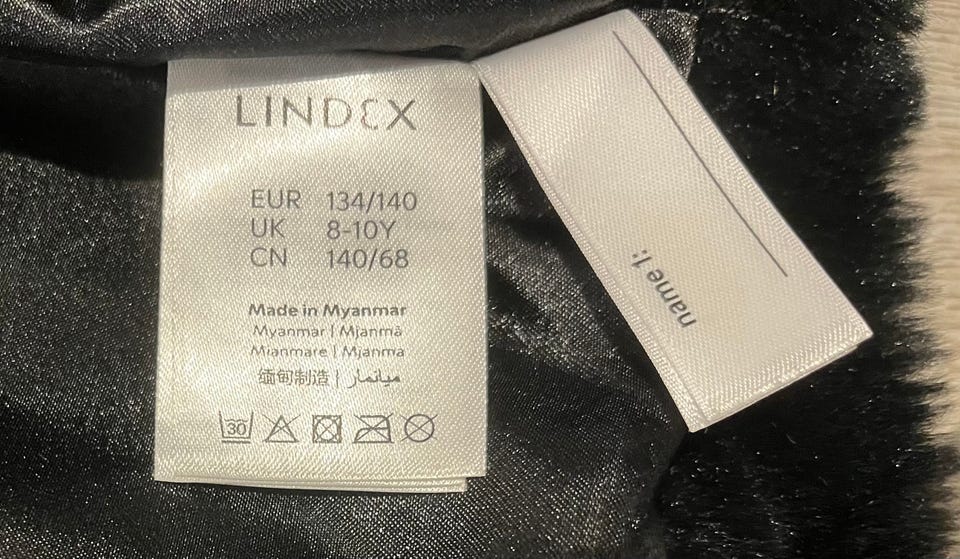 LINDEX
EUR 134/140
UK 8-10Y
CN 140/68
Made in Myanmar
Myanmar | Mjanmā
Mianmare | Mjanma
缅甸制造 | ميانمار
30
name 1: